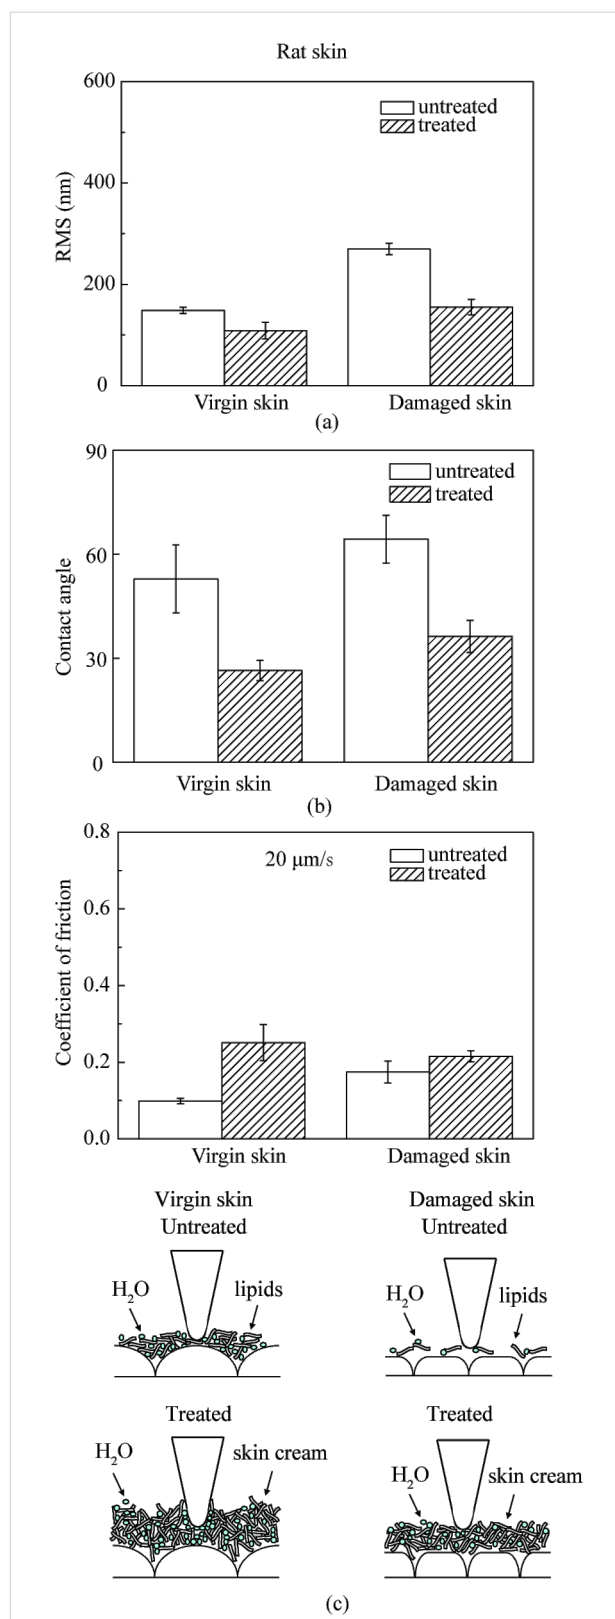 Rat skin
600
400
200
0
RMS (nm)
untreated
treated
Virgin skin
Damaged skin
(a)
90
60
30
0
Contact angle
untreated
treated
Virgin skin
Damaged skin
(b)
0.8
0.6
0.4
0.2
0.0
Coefficient of friction
20 μm/s
untreated
treated
Virgin skin
Damaged skin
Virgin skin
Untreated
H₂O
lipids
Damaged skin
Untreated
H₂O
lipids
Treated
H₂O
skin cream
Treated
H₂O
skin cream
(c)